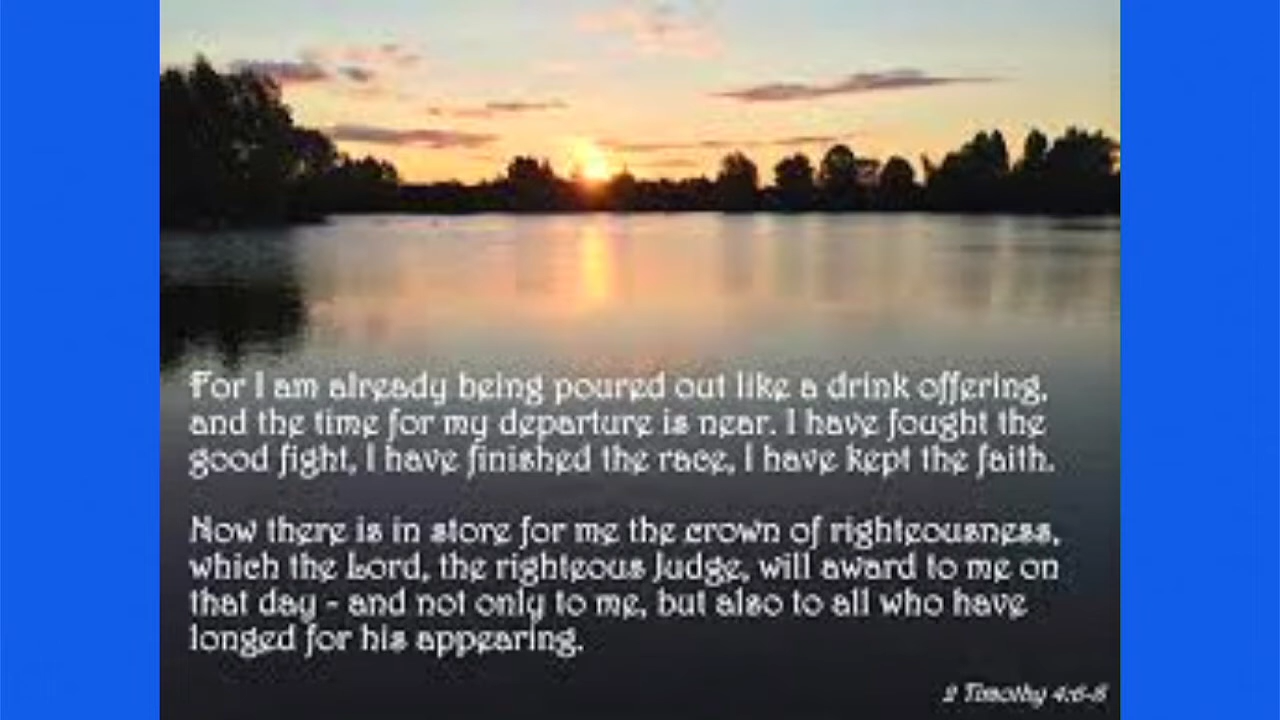 For I am already being poured out like a drink offering,
and the time for my departure is near. I have fought the
good fight, I have finished the race, I have kept the faith.
Now there is in store for me the crown of righteousness,
which the Lord, the righteous Judge, will award to me on
that day - and not only to me, but also to all who have
longed for his appearing.
2 Timothy 4:6-8